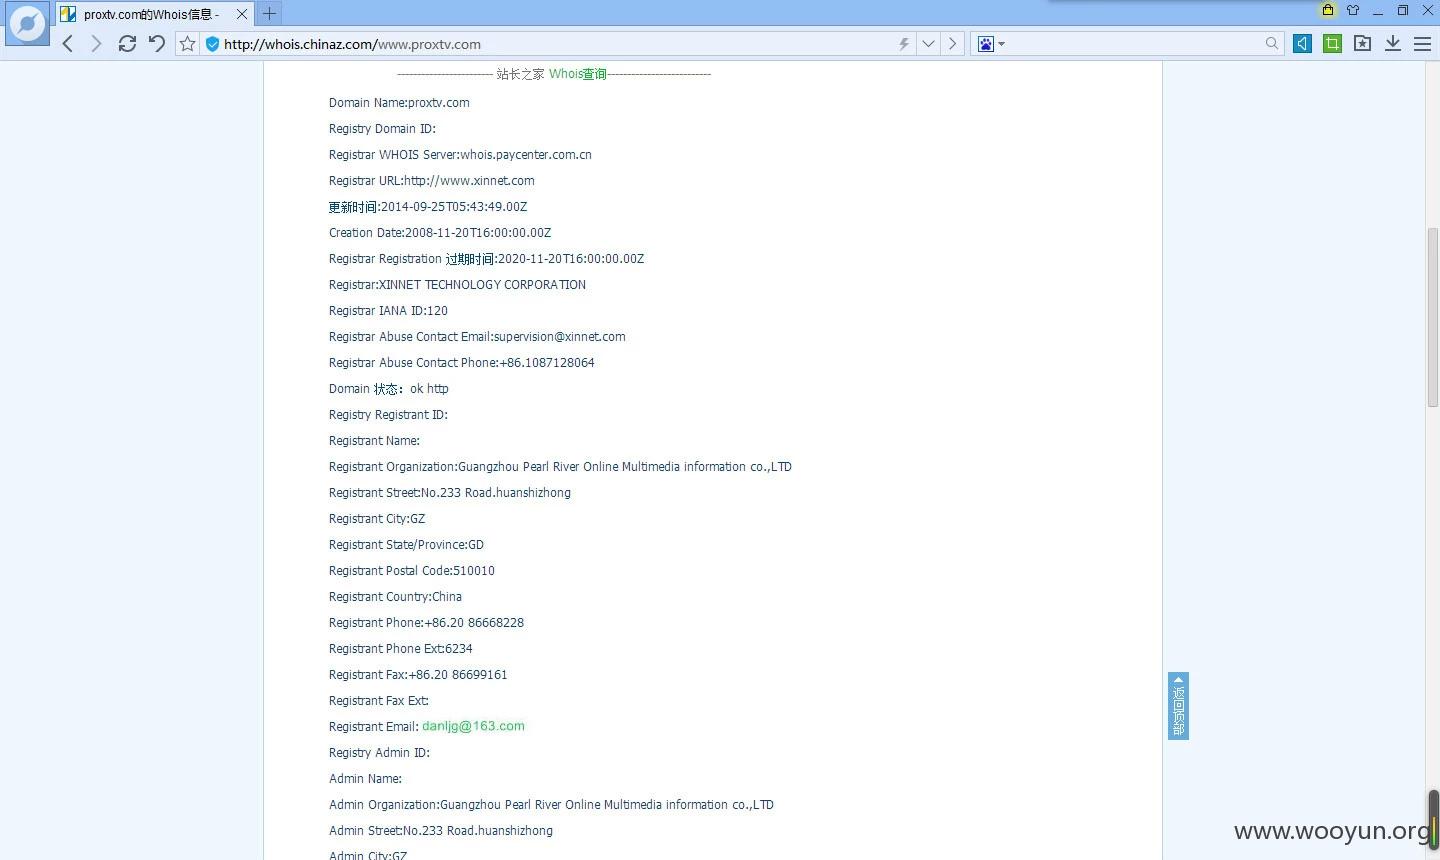 proxtv.com的Whois信息 -
http://whois.chinaz.com/www.proxtv.com
------------------------ 站长之家 Whois查询--------------------------
Domain Name:proxtv.com
Registry Domain ID:
Registrar WHOIS Server:whois.paycenter.com.cn
Registrar URL:http://www.xinnet.com
更新时间:2014-09-25T05:43:49.00Z
Creation Date:2008-11-20T16:00:00.00Z
Registrar Registration 过期时间:2020-11-20T16:00:00.00Z
Registrar:XINNET TECHNOLOGY CORPORATION
Registrar IANA ID:120
Registrar Abuse Contact Email:supervision@xinnet.com
Registrar Abuse Contact Phone:+86.1087128064
Domain 状态：ok http
Registry Registrant ID:
Registrant Name:
Registrant Organization:Guangzhou Pearl River Online Multimedia information co.,LTD
Registrant Street:No.233 Road.huanshizhong
Registrant City:GZ
Registrant State/Province:GD
Registrant Postal Code:510010
Registrant Country:China
Registrant Phone:+86.20 86668228
Registrant Phone Ext:6234
Registrant Fax:+86.20 86699161
Registrant Fax Ext:
Registrant Email: danljg@163.com
Registry Admin ID:
Admin Name:
Admin Organization:Guangzhou Pearl River Online Multimedia information co.,LTD
Admin Street:No.233 Road.huanshizhong
Admin City:GZ
返回顶部
www.wooyun.org